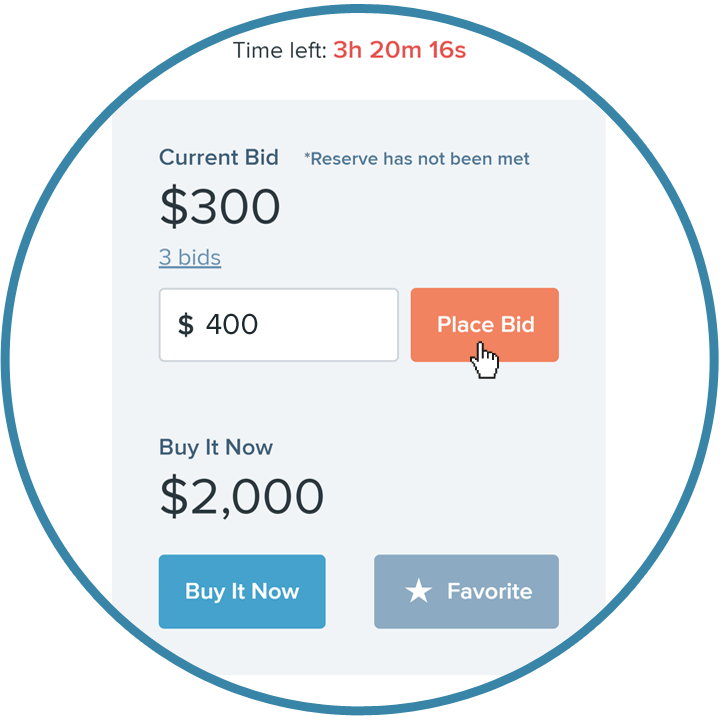 Time left: 3h 20m 16s
Current Bid *Reserve has not been met
$300
3 bids
$ 400 Place Bid
Buy It Now
$2,000
Buy It Now ★ Favorite